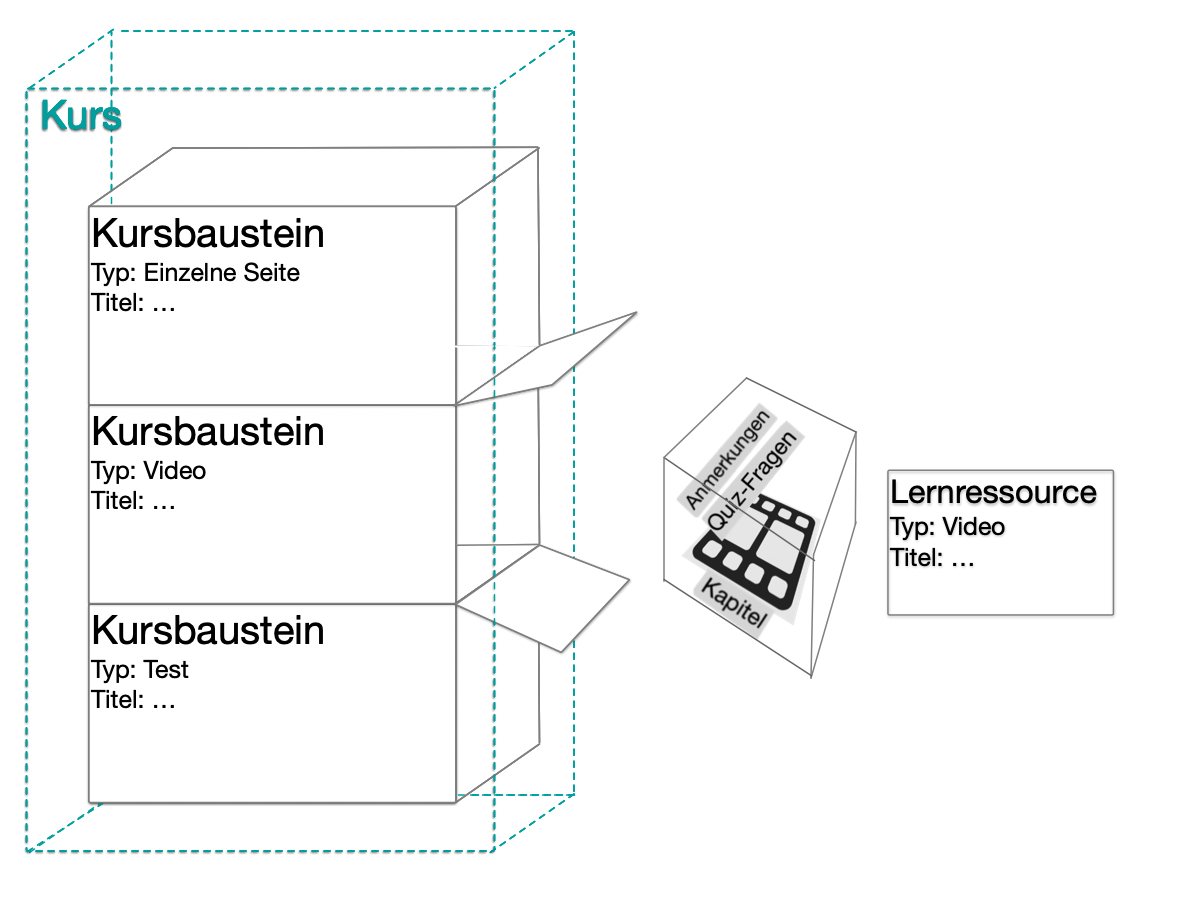 Kurs
Kursbaustein
Typ: Einzelne Seite
Titel: …
Kursbaustein
Typ: Video
Titel: …
Kursbaustein
Typ: Test
Titel: …
Anmerkungen
Quiz-Fragen
Kapitel
Lernressource
Typ: Video
Titel: …